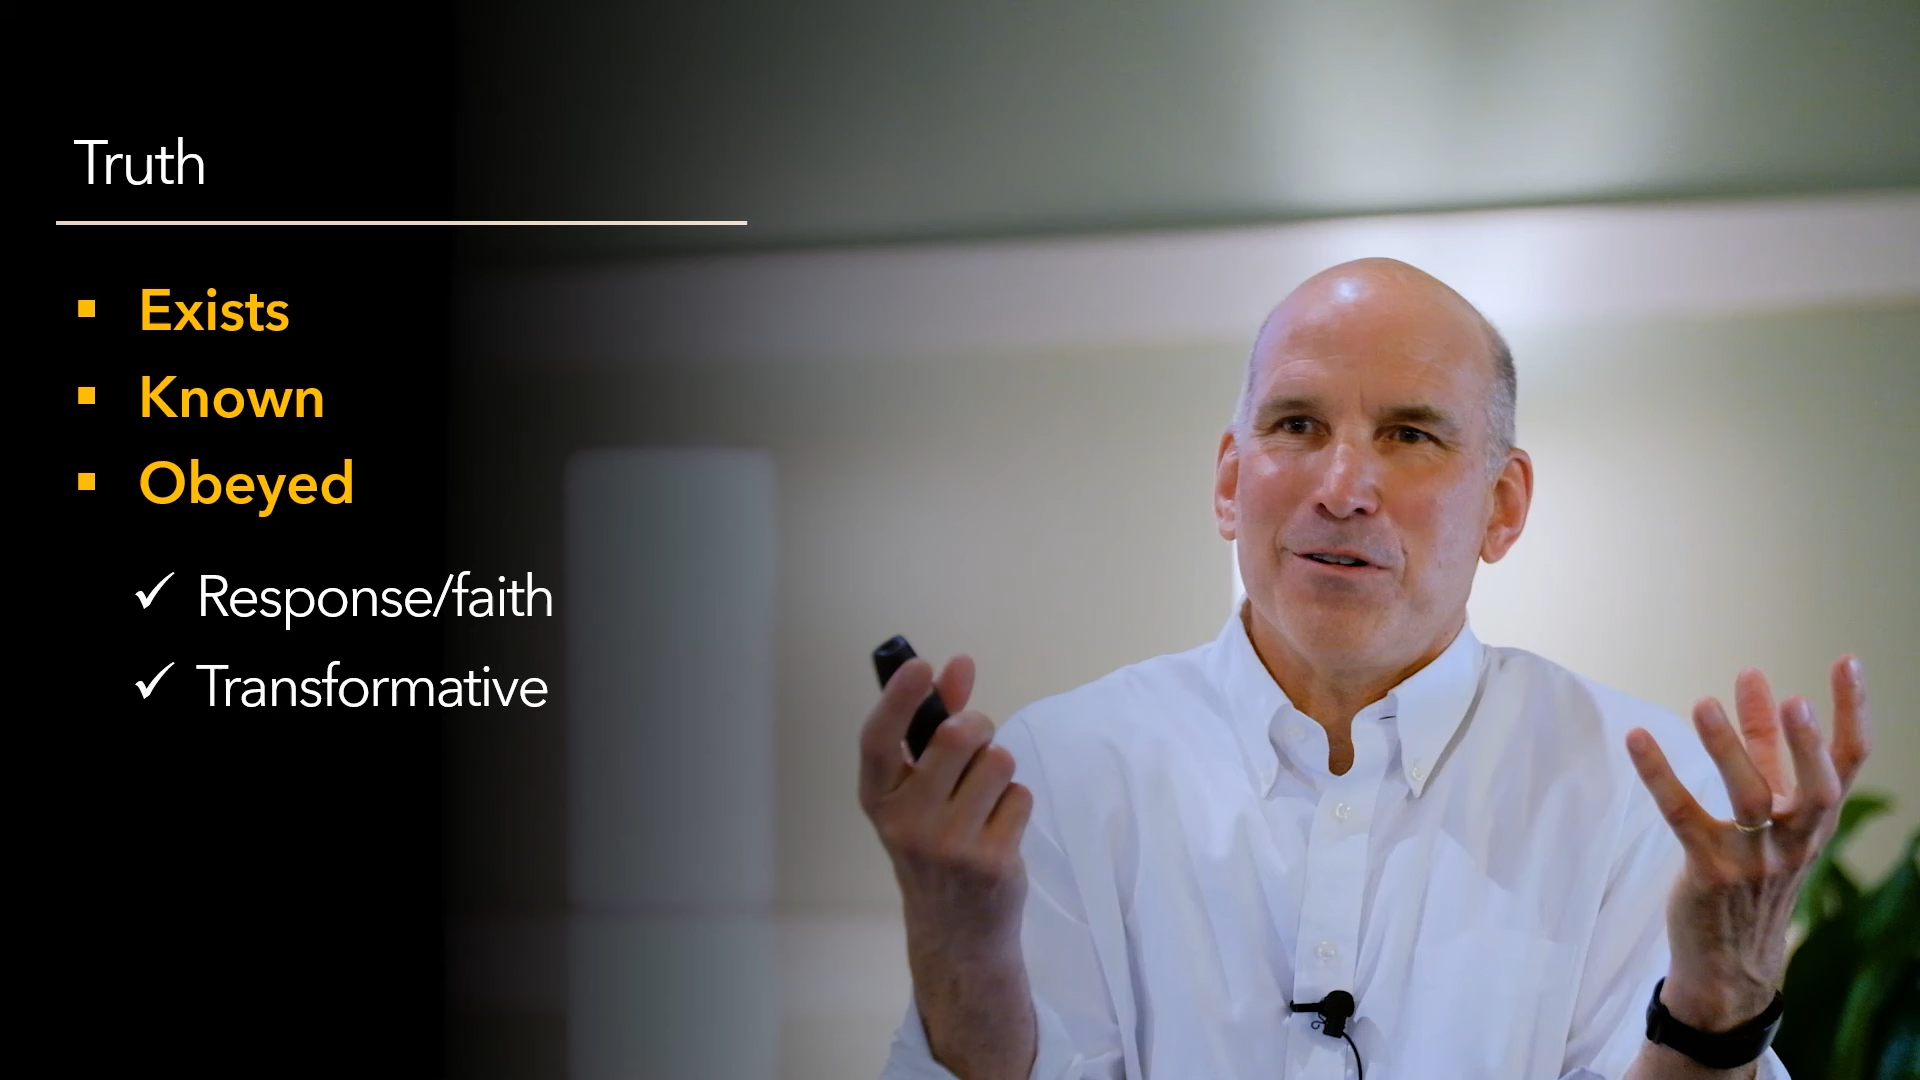 Truth
Exists
Known
Obeyed
Response/faith
Transformative